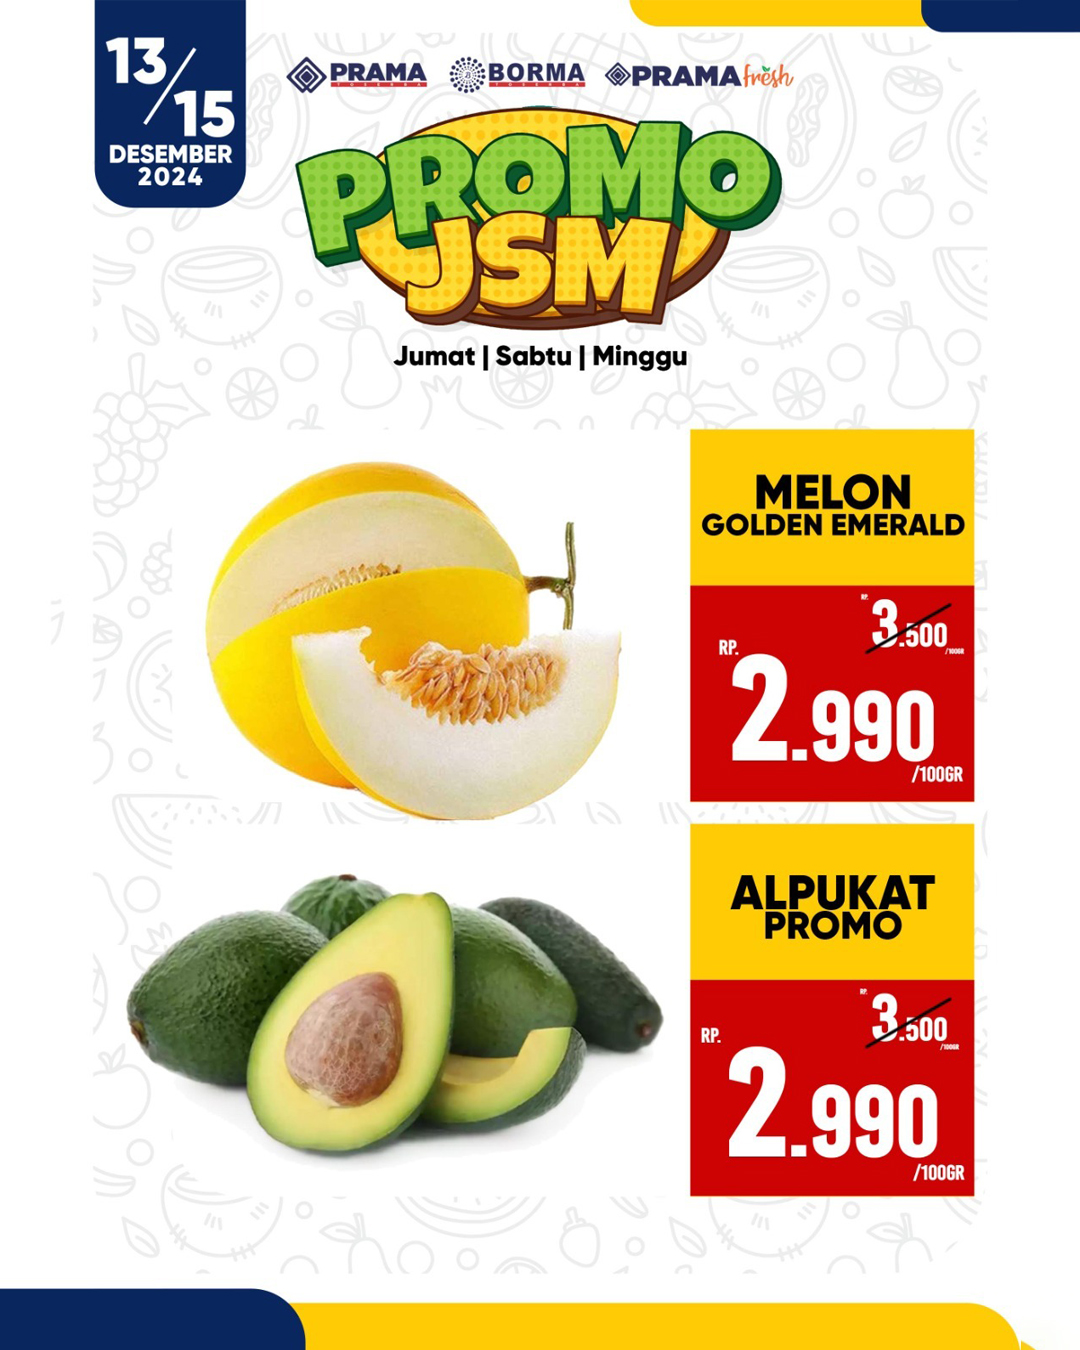 13/
15
DESEMBER
2024
PRAMA
BORMA
PRAMA fresh
PROMO
JSM
Jumat | Sabtu | Minggu
MELON
GOLDEN EMERALD
RP. 3.500 /100GR
RP. 2.990 /100GR
ALPUKAT
PROMO
RP. 3.500 /100GR
RP. 2.990 /100GR